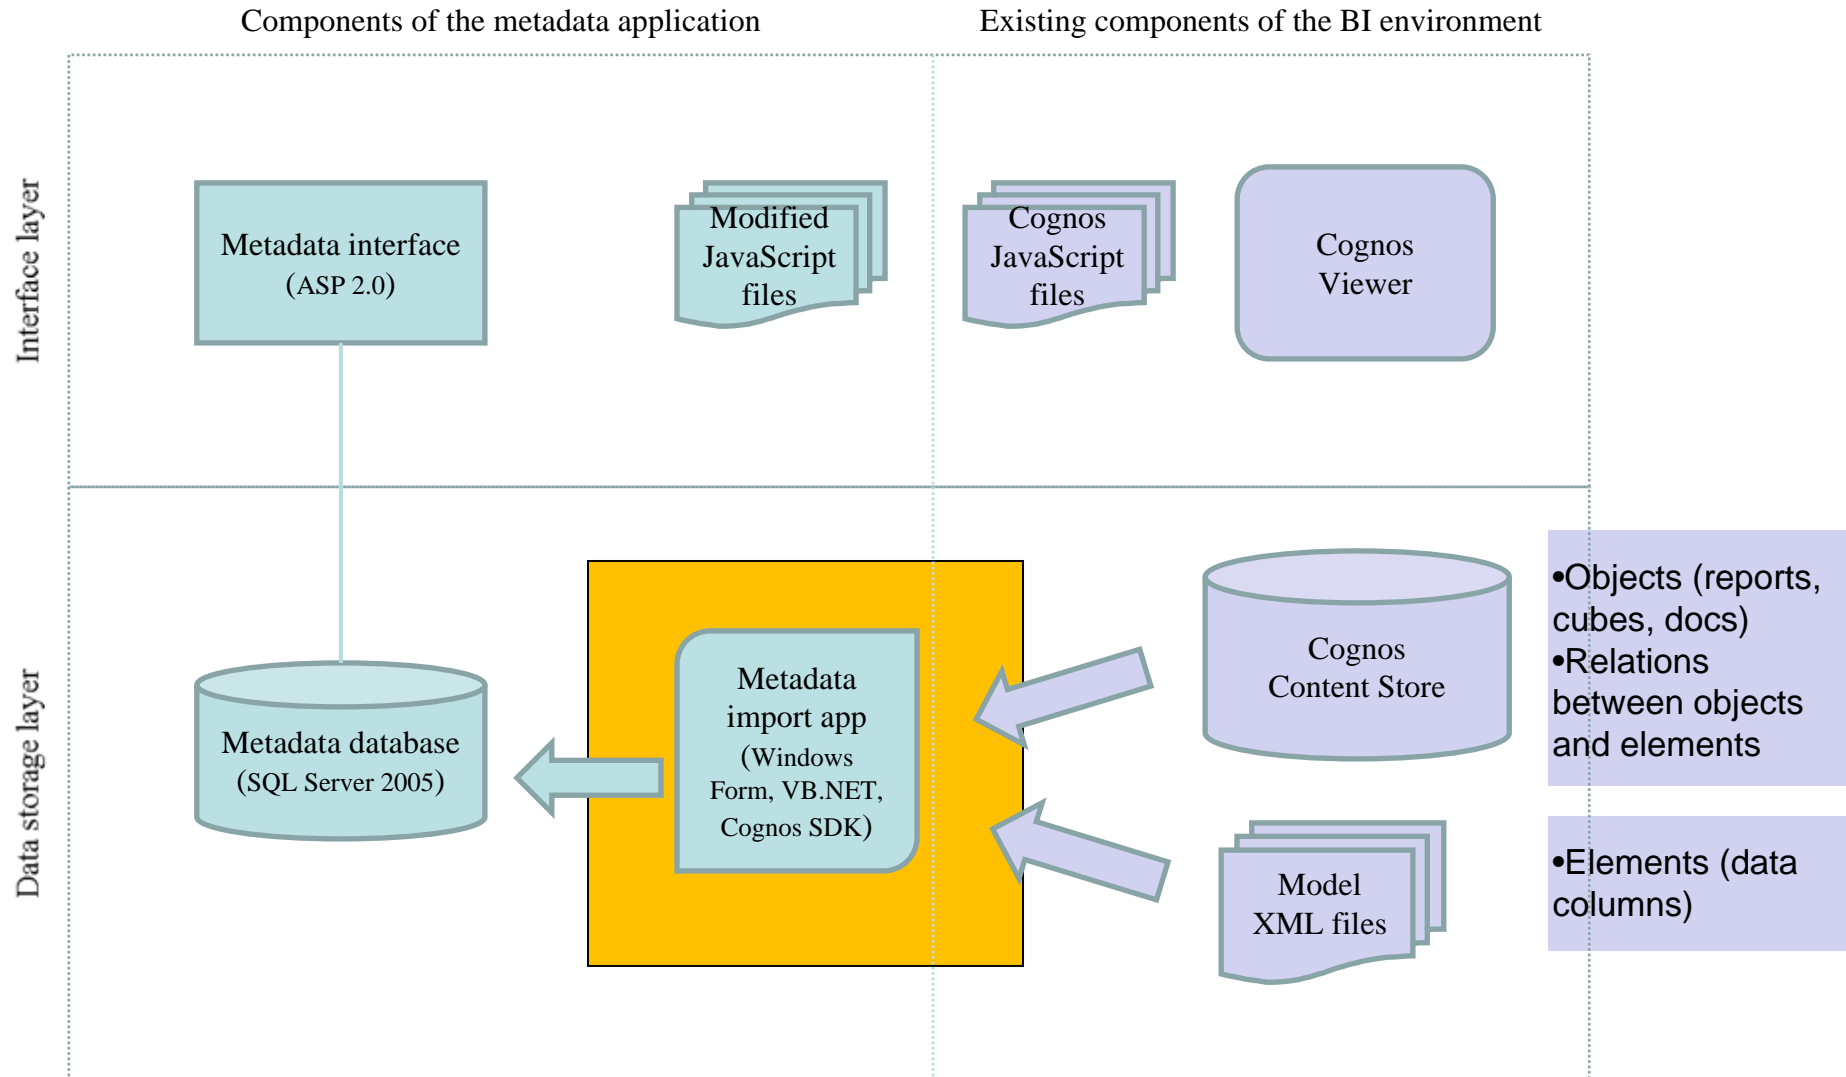 Components of the metadata application
Existing components of the BI environment
Interface layer
Metadata interface
(ASP 2.0)
Modified
JavaScript
files
Cognos
JavaScript
files
Cognos
Viewer
Data storage layer
Metadata database
(SQL Server 2005)
Metadata
import app
(Windows
Form, VB.NET,
Cognos SDK)
Cognos
Content Store
•Objects (reports,
cubes, docs)
•Relations
between objects
and elements
Model
XML files
•Elements (data
columns)